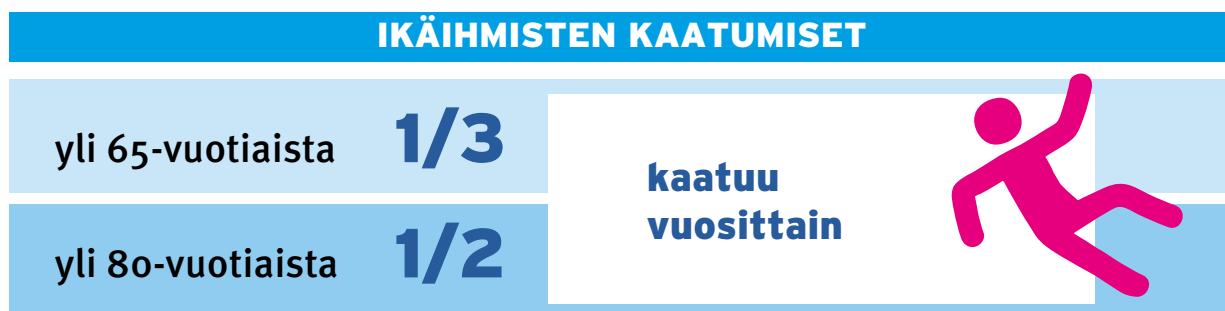 IKÄIHMISTEN KAATUMISET
yli 65-vuotiaista 1/3
yli 80-vuotiaista 1/2
kaatuu
vuosittain